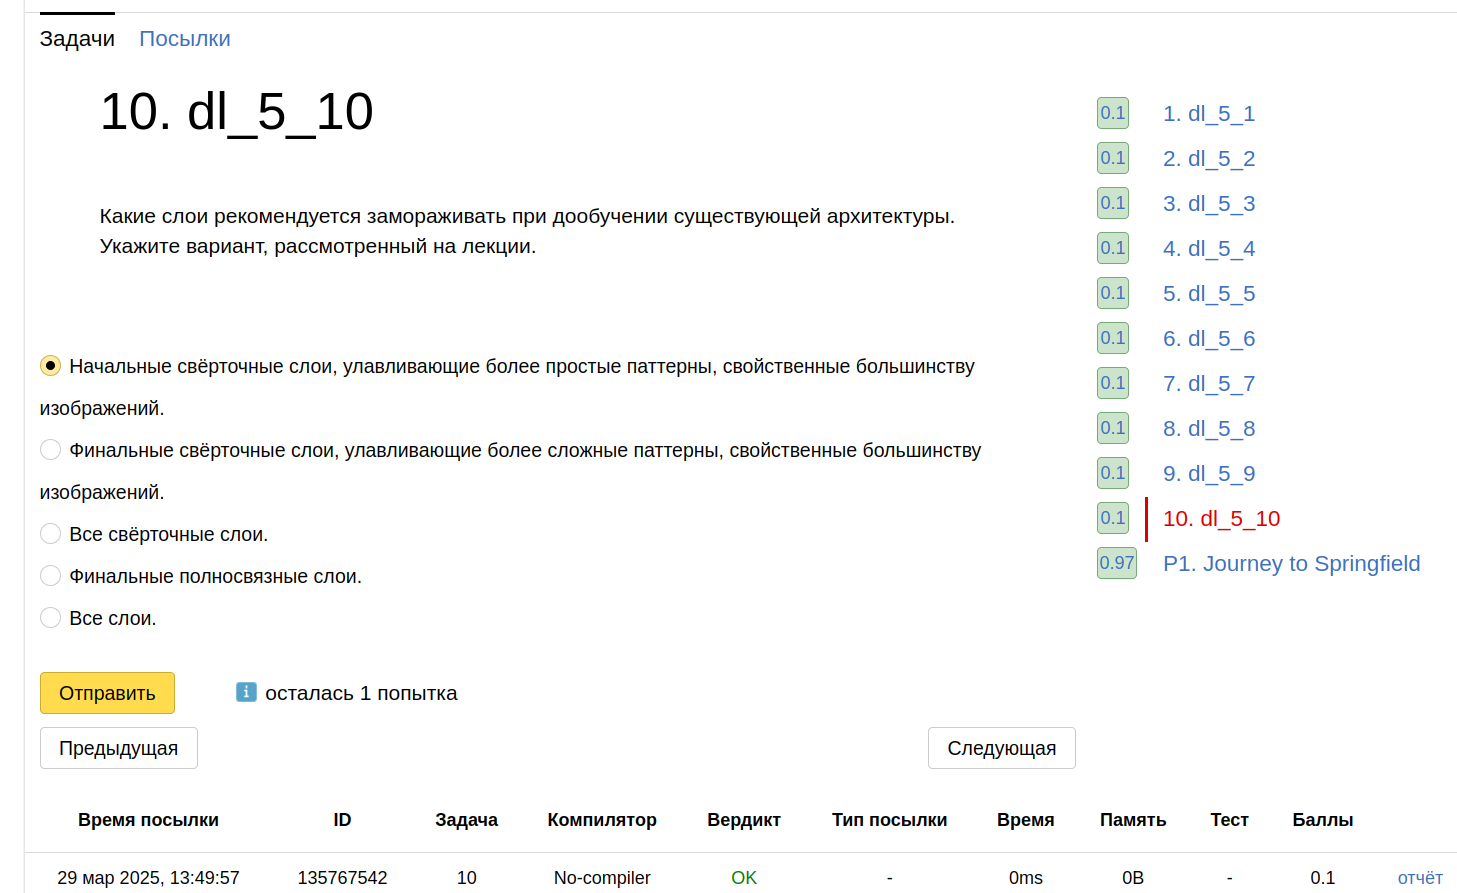 Задачи Посылки
10. dl_5_10
Какие слои рекомендуется замораживать при дообучении существующей архитектуры.
Укажите вариант, рассмотренный на лекции.
Начальные свёрточные слои, улавливающие более простые паттерны, свойственные большинству
изображений.
Финальные свёрточные слои, улавливающие более сложные паттерны, свойственные большинству
изображений.
Все свёрточные слои.
Финальные полносвязные слои.
Все слои.
Отправить i осталась 1 попытка
Предыдущая Следующая
0.1 1. dl_5_1
0.1 2. dl_5_2
0.1 3. dl_5_3
0.1 4. dl_5_4
0.1 5. dl_5_5
0.1 6. dl_5_6
0.1 7. dl_5_7
0.1 8. dl_5_8
0.1 9. dl_5_9
0.1 10. dl_5_10
0.97 P1. Journey to Springfield
Время посылки ID Задача Компилятор Вердикт Тип посылки Время Память Тест Баллы
29 мар 2025, 13:49:57 135767542 10 No-compiler OK - 0ms 0B - 0.1 отчёт